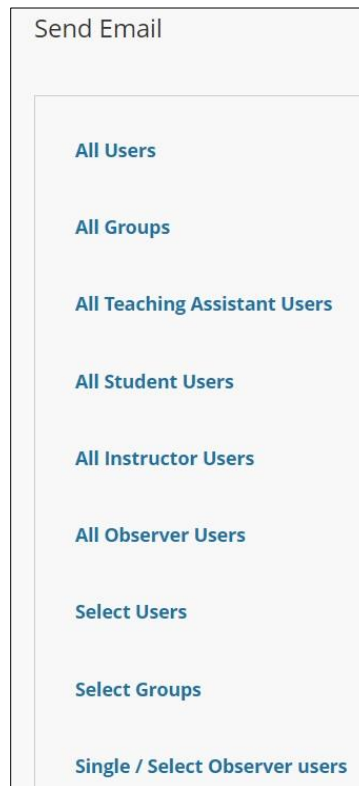 Send Email
All Users
All Groups
All Teaching Assistant Users
All Student Users
All Instructor Users
All Observer Users
Select Users
Select Groups
Single / Select Observer users